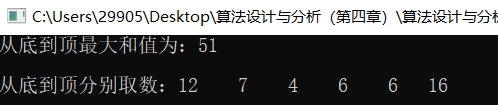 C:\Users\29905\Desktop\算法设计与分析（第四章）\算法设计与分析
从底到顶最大和值为：51
从底到顶分别取数：12 7 4 6 6 16